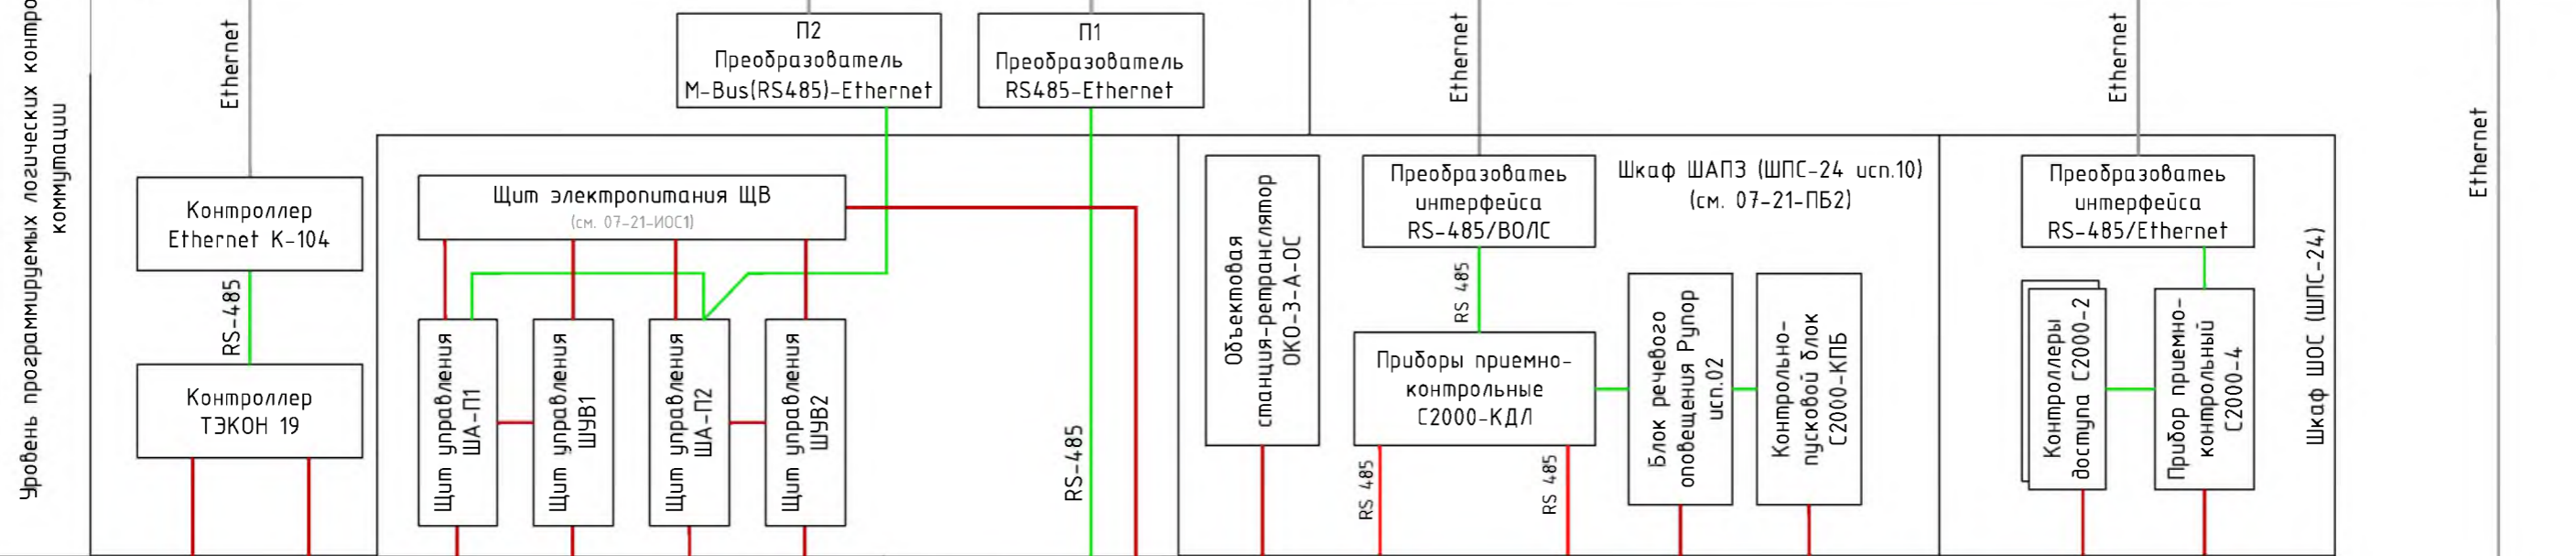 Уровень программируемых логических контро
коммутации
Ethernet
Контроллер
Ethernet К-104
RS-485
Контроллер
ТЭКОН 19
П2
Преобразователь
M-Bus(RS485)-Ethernet
П1
Преобразователь
RS485-Ethernet
Щит электропитания ЩВ
(см. 07-21-ИОС1)
Щит управления
ША-П1
Щит управления
ШУВ1
Щит управления
ША-П2
Щит управления
ШУВ2
RS-485
Объектовая
станция-ретранслятор
ОКО-3-А-ОС
Ethernet
Преобразоватеь
интерфейса
RS-485/ВОЛС
Шкаф ШАПЗ (ШПС-24 исп.10)
(см. 07-21-ПБ2)
RS 485
Приборы приемно-
контрольные
С2000-КДЛ
RS 485
RS 485
Блок речевого
оповещения Рупор
исп.02
Контрольно-
пусковой блок
С2000-КПБ
Ethernet
Преобразоватеь
интерфейса
RS-485/Ethernet
Контроллеры
доступа С2000-2
Прибор приемно-
контрольный
С2000-4
Шкаф ШОС (ШПС-24)
Ethernet